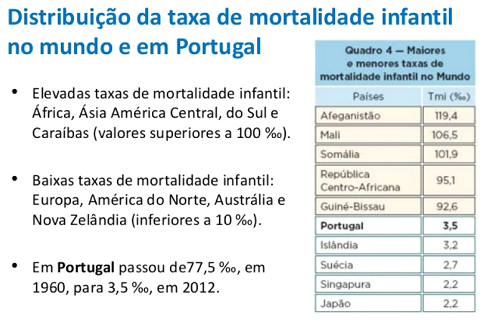 Distribuição da taxa de mortalidade infantil
no mundo e em Portugal
• Elevadas taxas de mortalidade infantil:
África, Ásia América Central, do Sul e
Caraíbas (valores superiores a 100 ‰).
• Baixas taxas de mortalidade infantil:
Europa, América do Norte, Austrália e
Nova Zelândia (inferiores a 10 ‰).
• Em Portugal passou de77,5 ‰, em
1960, para 3,5 ‰, em 2012.
Quadro 4 — Maiores
e menores taxas de
mortalidade infantil no Mundo
Países Tmi (‰)
Afeganistão 119,4
Mali 106,5
Somália 101,9
República
Centro-Africana 95,1
Guiné-Bissau 92,6
Portugal 3,5
Islândia 3,2
Suécia 2,7
Singapura 2,2
Japão 2,2